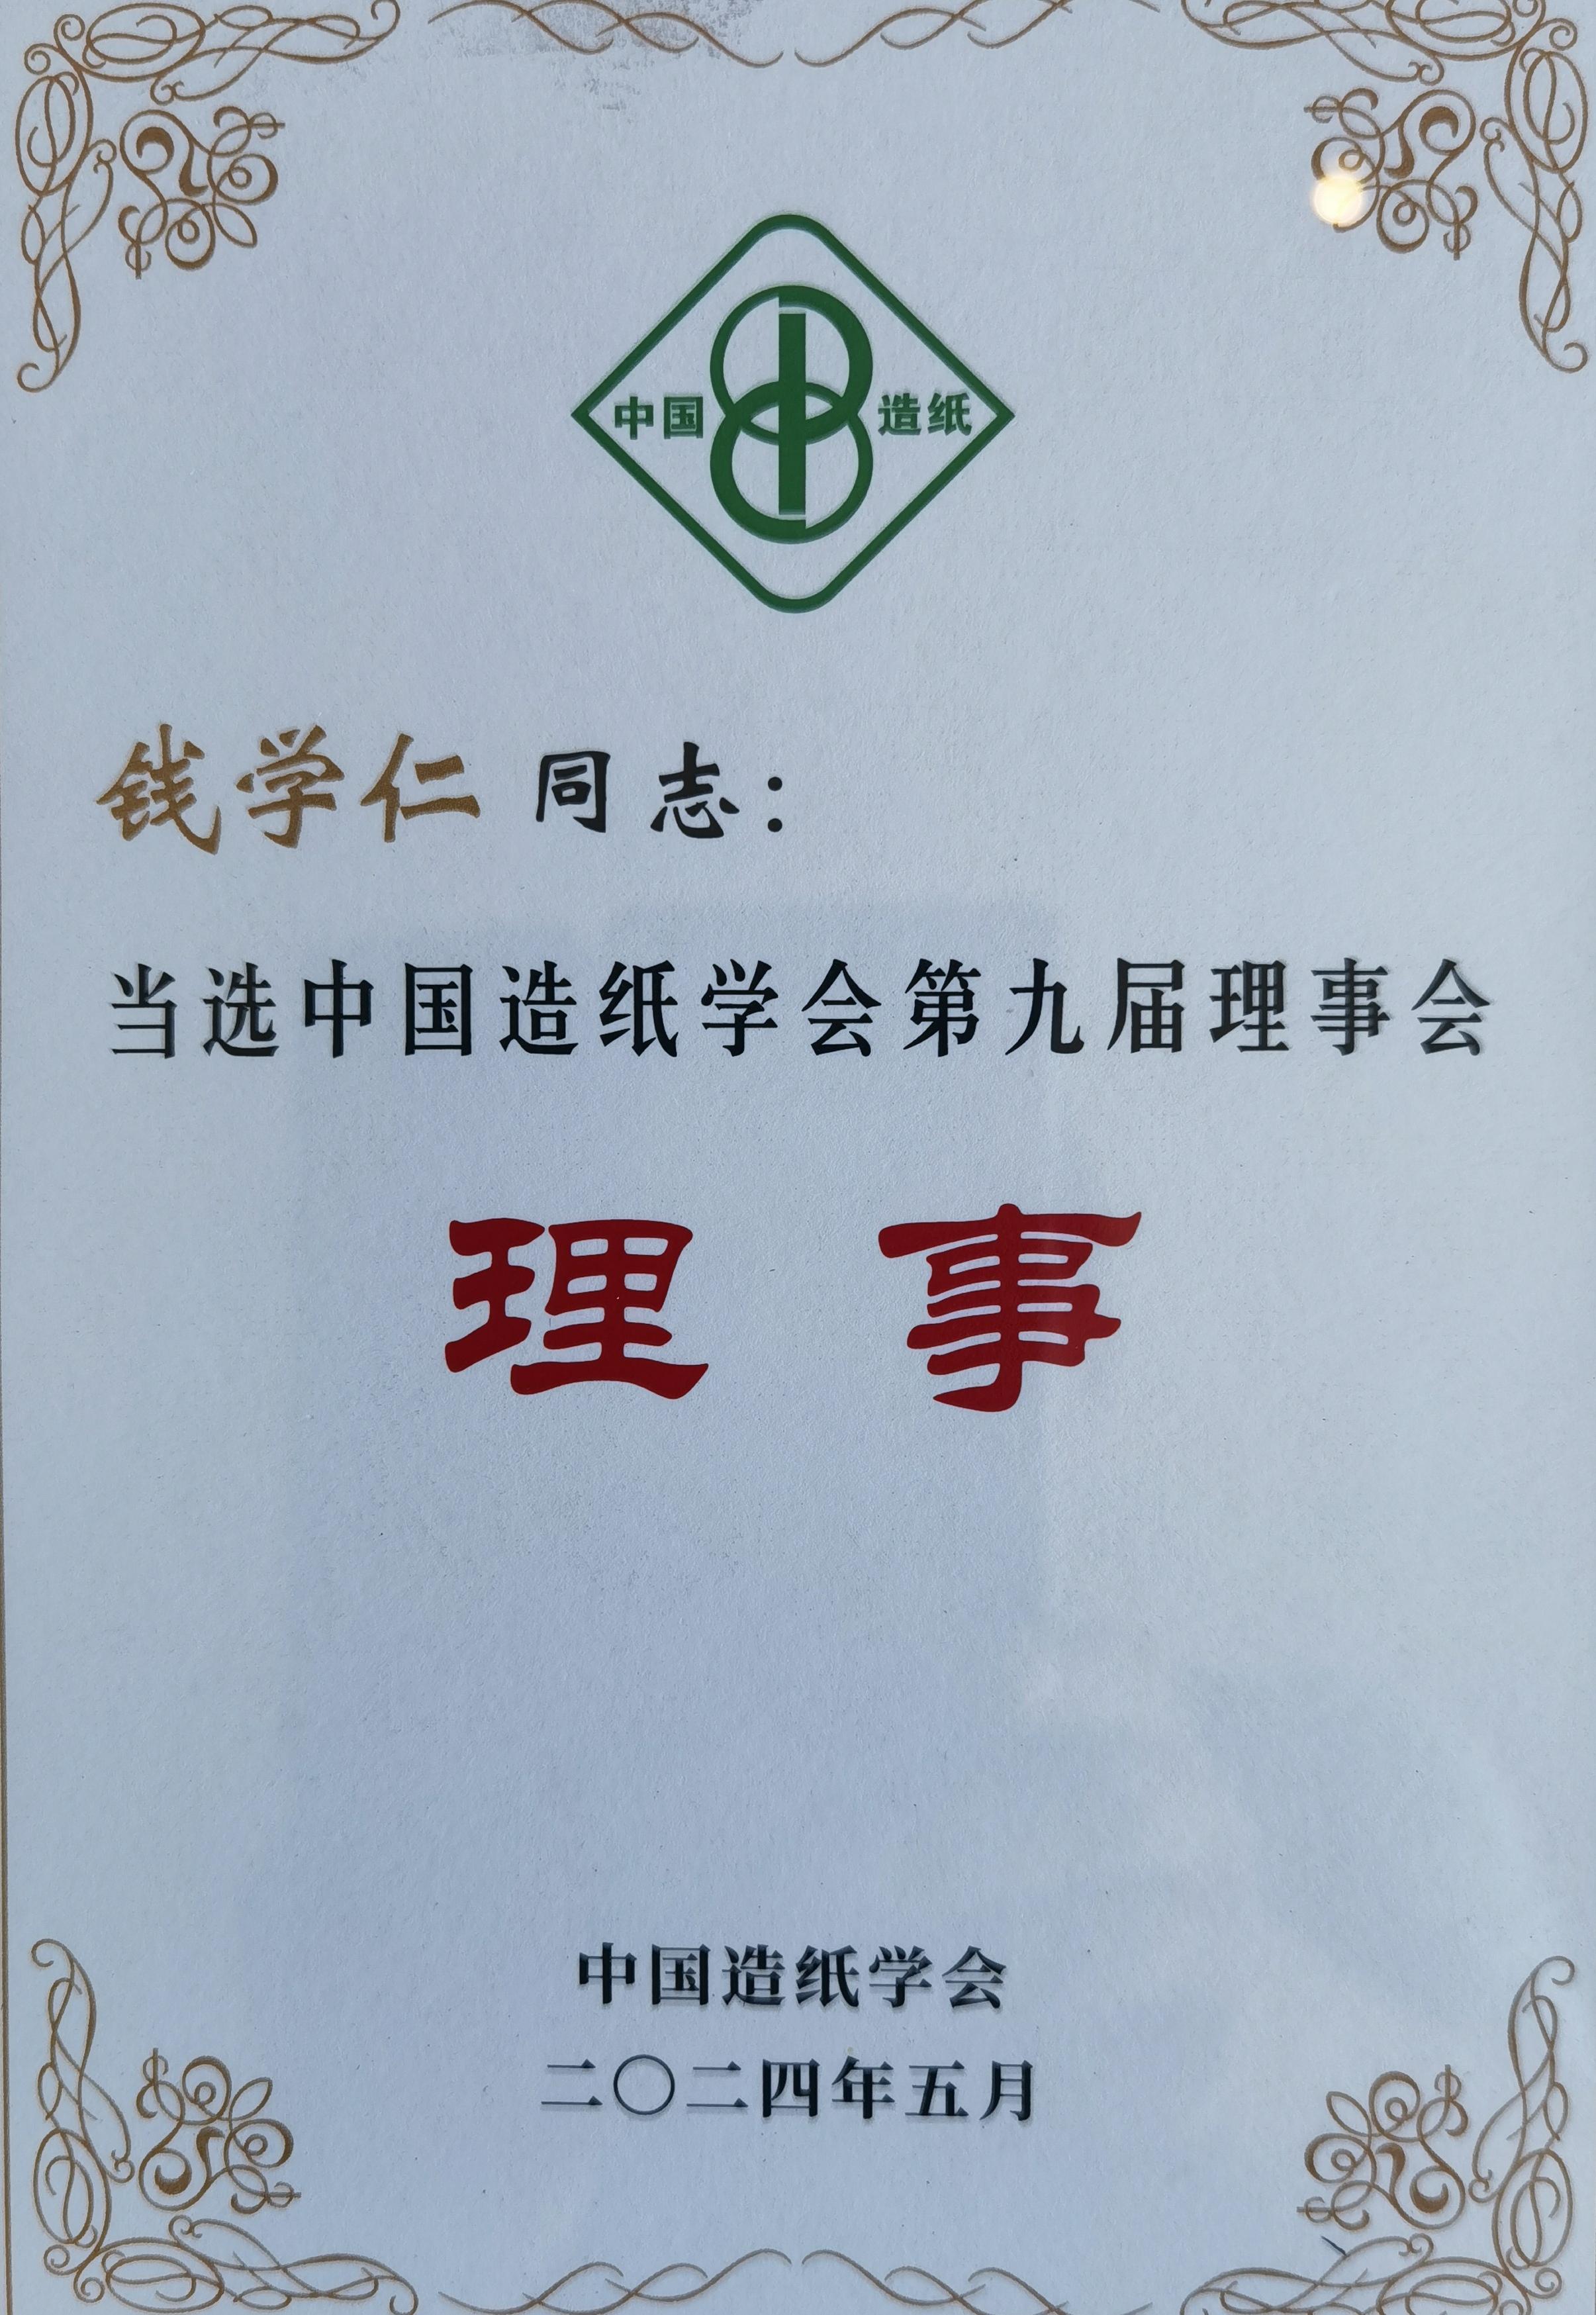 中国 造纸
钱学仁 同志：
当选中国造纸学会第九届理事会
理 事
中国造纸学会
二〇二四年五月